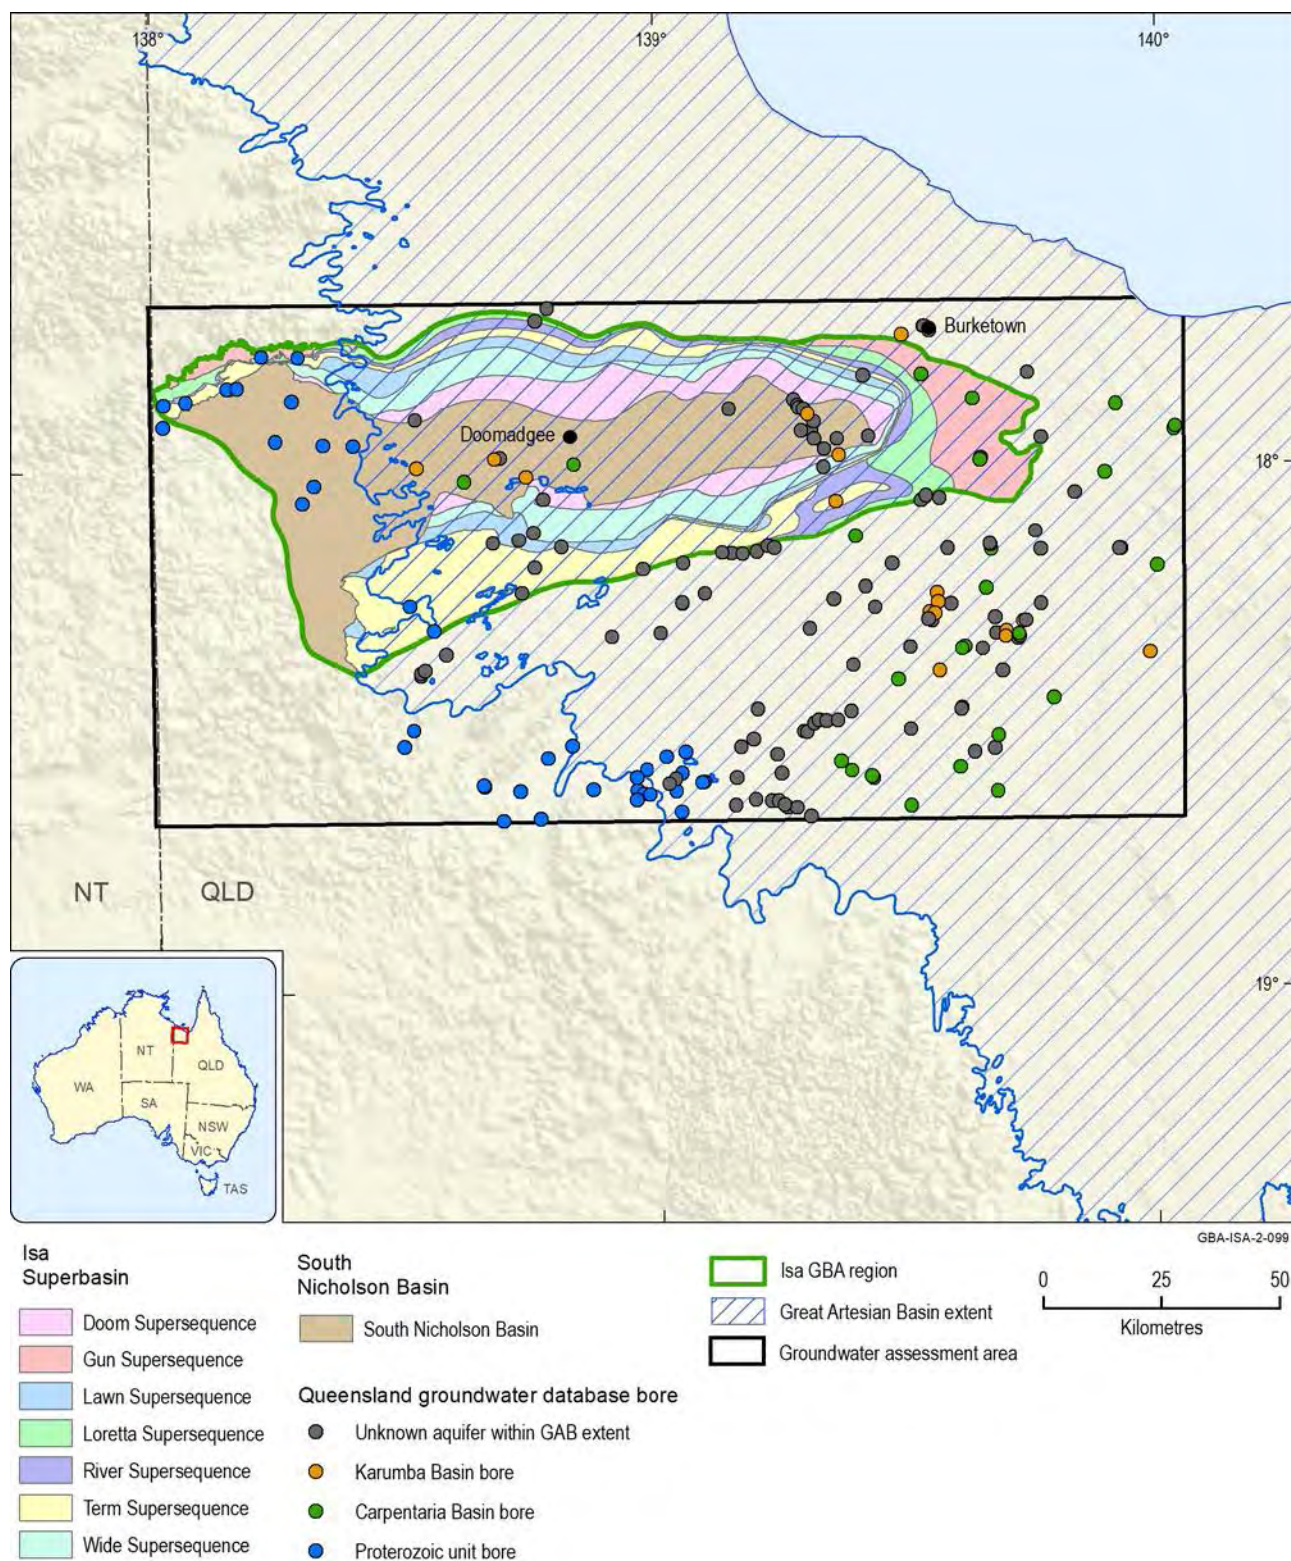 138°
139°
140°
Burketown
Doomadgee
18°
NT
QLD
19°
NT
QLD
WA
SA
NSW
VIC
TAS
GBA-ISA-2-099
Isa
Superbasin
Doom Supersequence
Gun Supersequence
Lawn Supersequence
Loretta Supersequence
River Supersequence
Term Supersequence
Wide Supersequence
South
Nicholson Basin
South Nicholson Basin
Queensland groundwater database bore
Unknown aquifer within GAB extent
Karumba Basin bore
Carpentaria Basin bore
Proterozoic unit bore
Isa GBA region
Great Artesian Basin extent
Groundwater assessment area
0 25 50
Kilometres